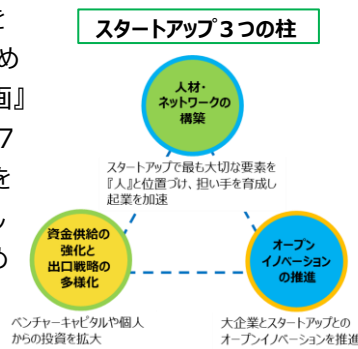 スタートアップ3つの柱
を
め
画』
7
を
し
め
人材・
ネットワークの
構築
スタートアップで最も大切な要素を
『人』と位置づけ、担い手を育成し
起業を加速
資金供給の
強化と
出口戦略の
多様化
ベンチャーキャピタルや個人
からの投資を拡大
オープン
イノベーション
の推進
大企業とスタートアップとの
オープンイノベーションを推進